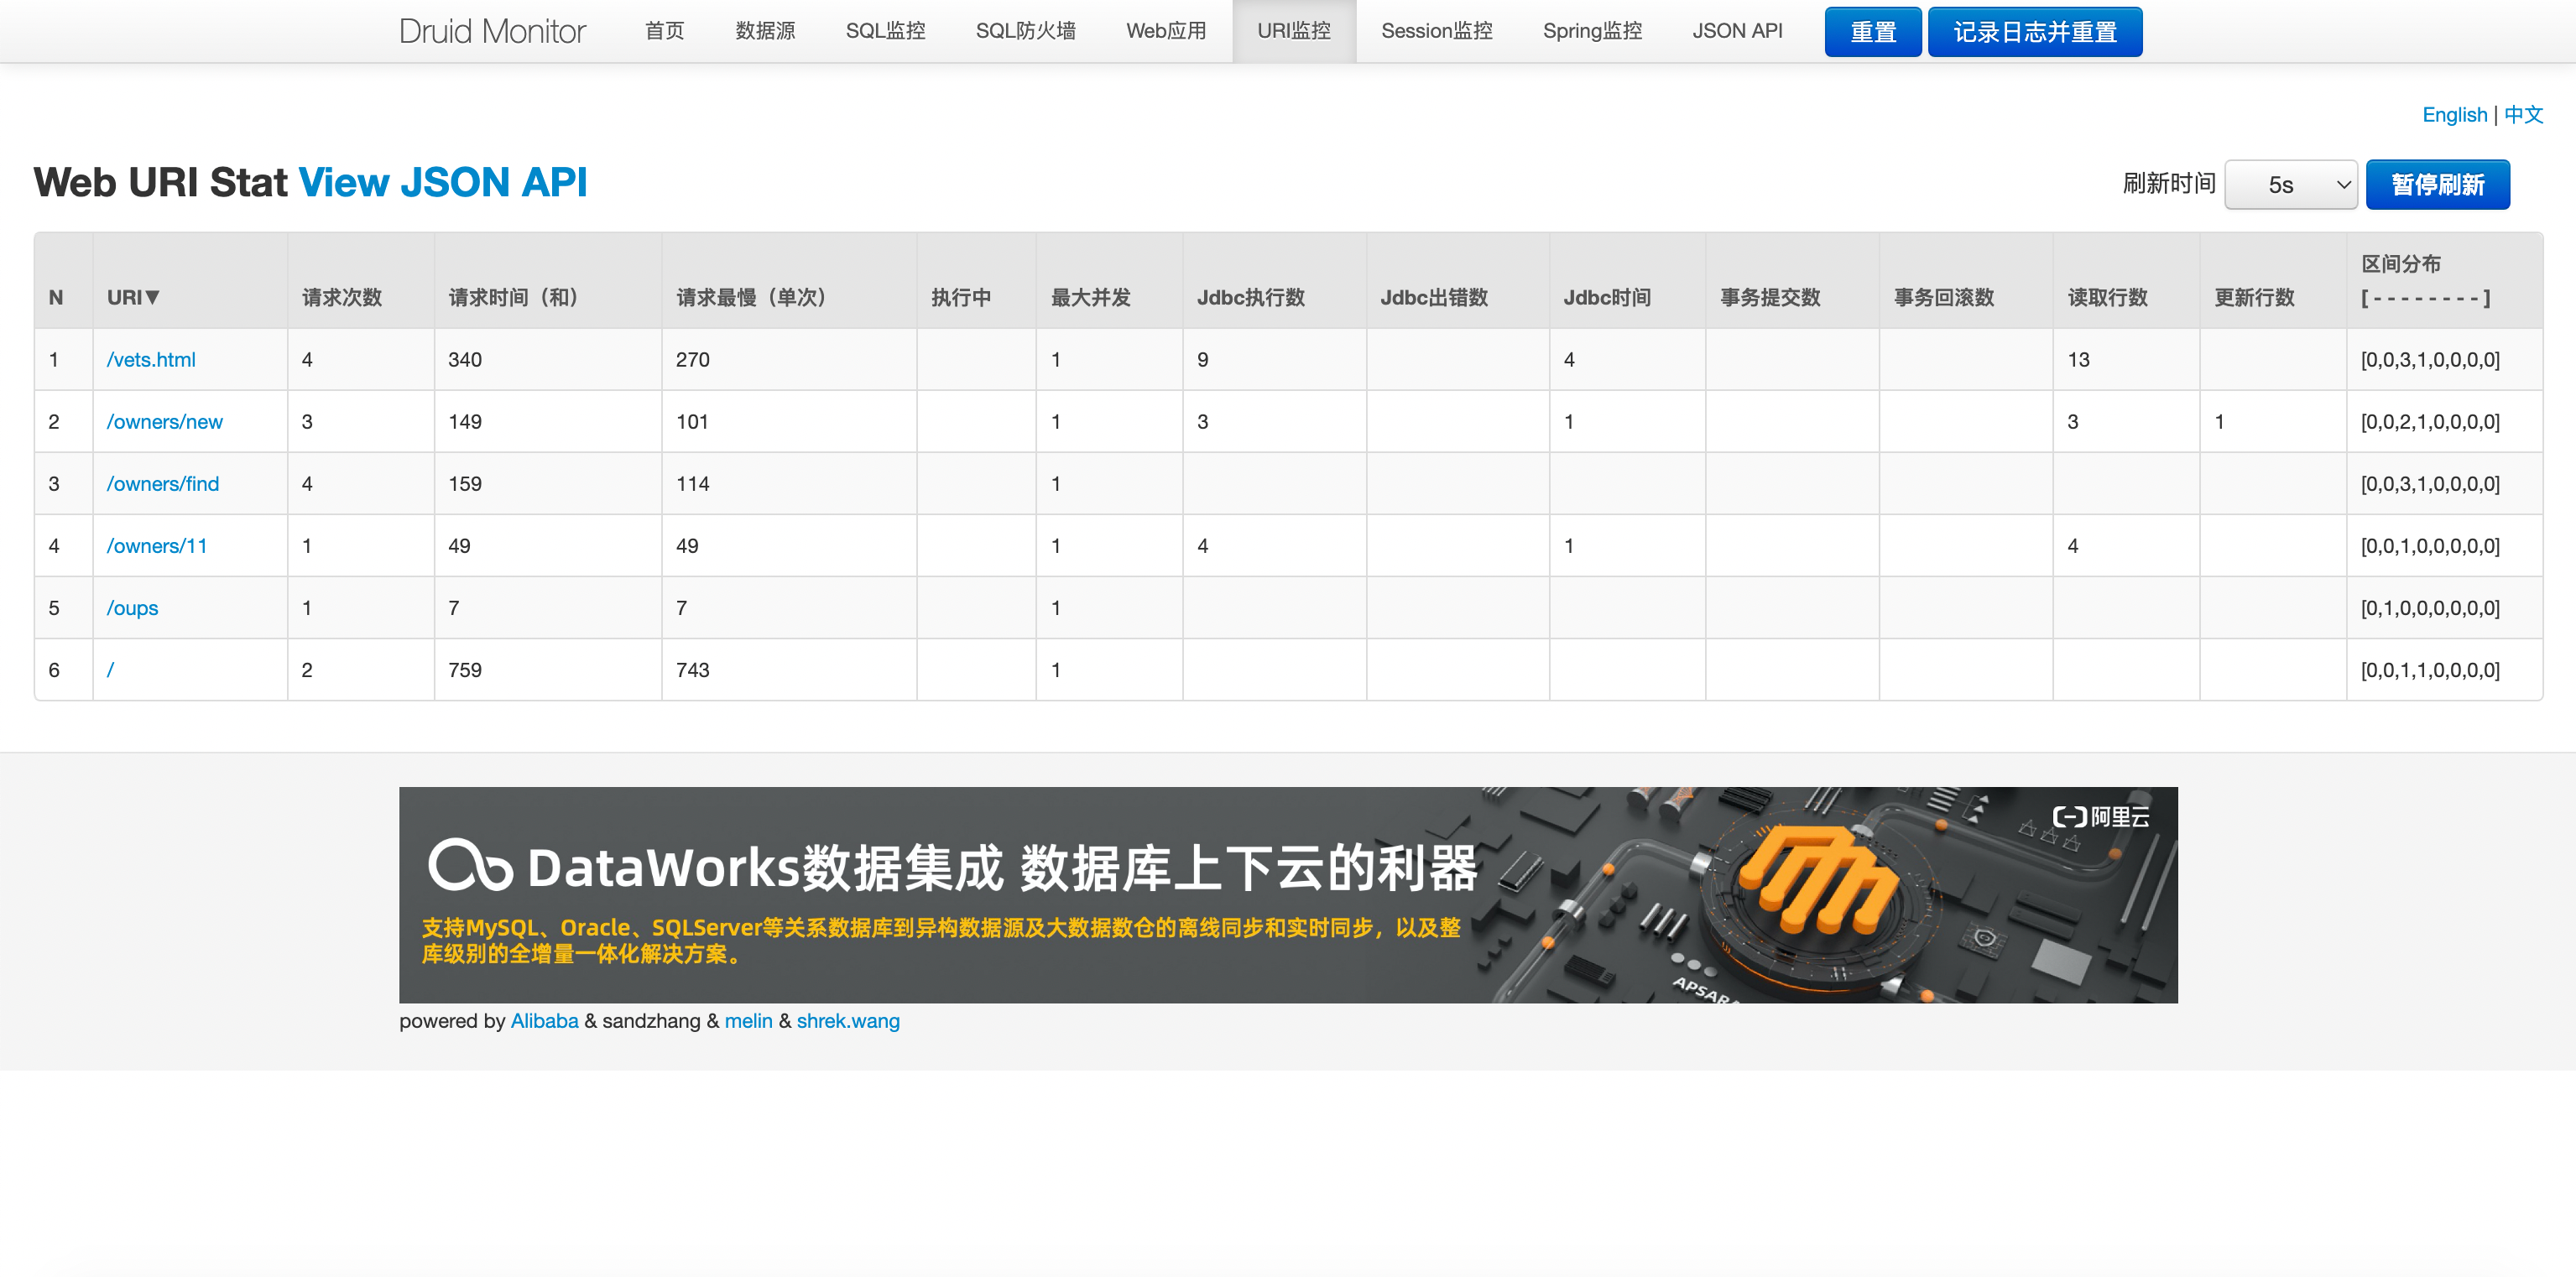 Druid Monitor 首页 数据源 SQL监控 SQL防火墙 Web应用 URI监控 Session监控 Spring监控 JSON API 重置 记录日志并重置
English | 中文
Web URI Stat View JSON API 刷新时间 5s 暂停刷新
N URI▼ 请求次数 请求时间（和） 请求最慢（单次） 执行中 最大并发 Jdbc执行数 Jdbc出错数 Jdbc时间 事务提交数 事务回滚数 读取行数 更新行数 区间分布
[ - - - - - - - - ]
1 /vets.html 4 340 270 1 9 4 13 [0,0,3,1,0,0,0,0]
2 /owners/new 3 149 101 1 3 1 3 1 [0,0,2,1,0,0,0,0]
3 /owners/find 4 159 114 1 [0,0,3,1,0,0,0,0]
4 /owners/11 1 49 49 1 4 1 4 [0,0,1,0,0,0,0,0]
5 /oups 1 7 7 1 [0,1,0,0,0,0,0,0]
6 / 2 759 743 1 [0,0,1,1,0,0,0,0]
阿里云
DataWorks数据集成 数据库上下云的利器
支持MySQL、Oracle、SQLServer等关系数据库到异构数据源及大数据数仓的离线同步和实时同步，以及整
库级别的全增量一体化解决方案。
powered by Alibaba & sandzhang & melin & shrek.wang